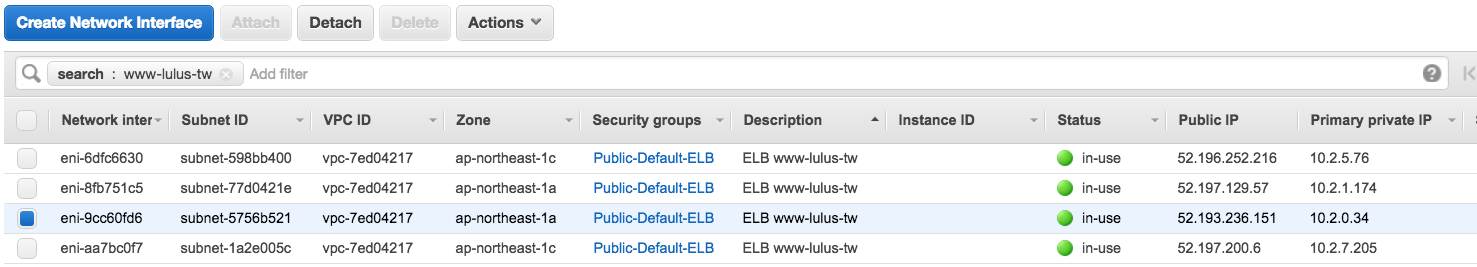 Create Network Interface Attach Detach Delete Actions
search : www-lulus-tw Add filter
Network inter Subnet ID VPC ID Zone Security groups Description Instance ID Status Public IP Primary private IP
eni-6dfc6630 subnet-598bb400 vpc-7ed04217 ap-northeast-1c Public-Default-ELB ELB www-lulus-tw in-use 52.196.252.216 10.2.5.76
eni-8fb751c5 subnet-77d0421e vpc-7ed04217 ap-northeast-1a Public-Default-ELB ELB www-lulus-tw in-use 52.197.129.57 10.2.1.174
eni-9cc60fd6 subnet-5756b521 vpc-7ed04217 ap-northeast-1a Public-Default-ELB ELB www-lulus-tw in-use 52.193.236.151 10.2.0.34
eni-aa7bc0f7 subnet-1a2e005c vpc-7ed04217 ap-northeast-1c Public-Default-ELB ELB www-lulus-tw in-use 52.197.200.6 10.2.7.205